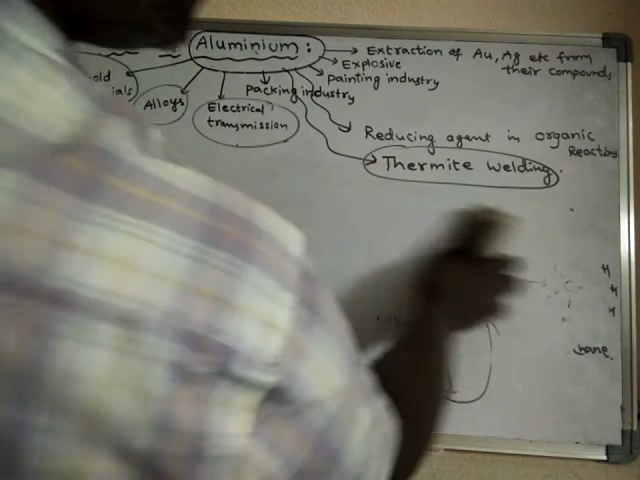 Aluminium :
Extraction of Au, Ag etc from
their compounds
Explosive
Painting industry
Packing industry
Alloys
Electrical
transmission
Reducing agent in organic
Reaction
Thermite welding.